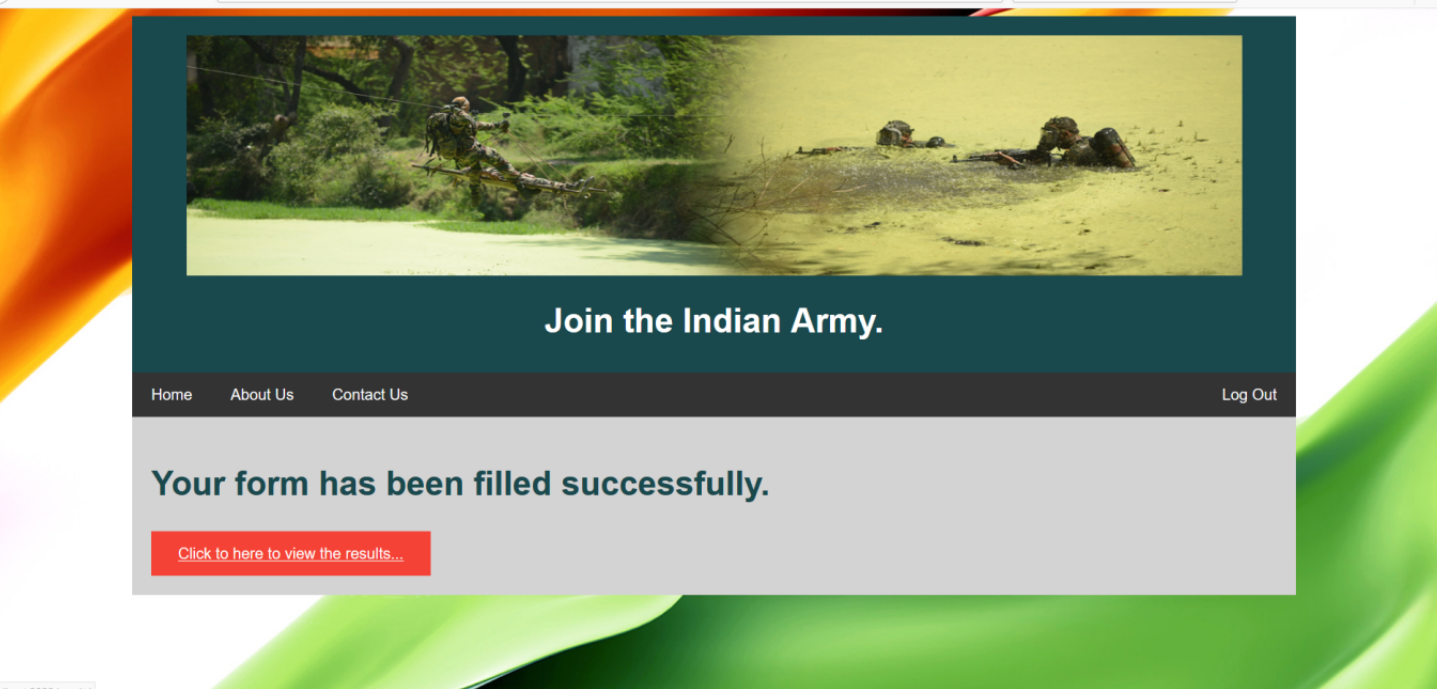 Join the Indian Army.
Home About Us Contact Us Log Out
Your form has been filled successfully.
Click to here to view the results...